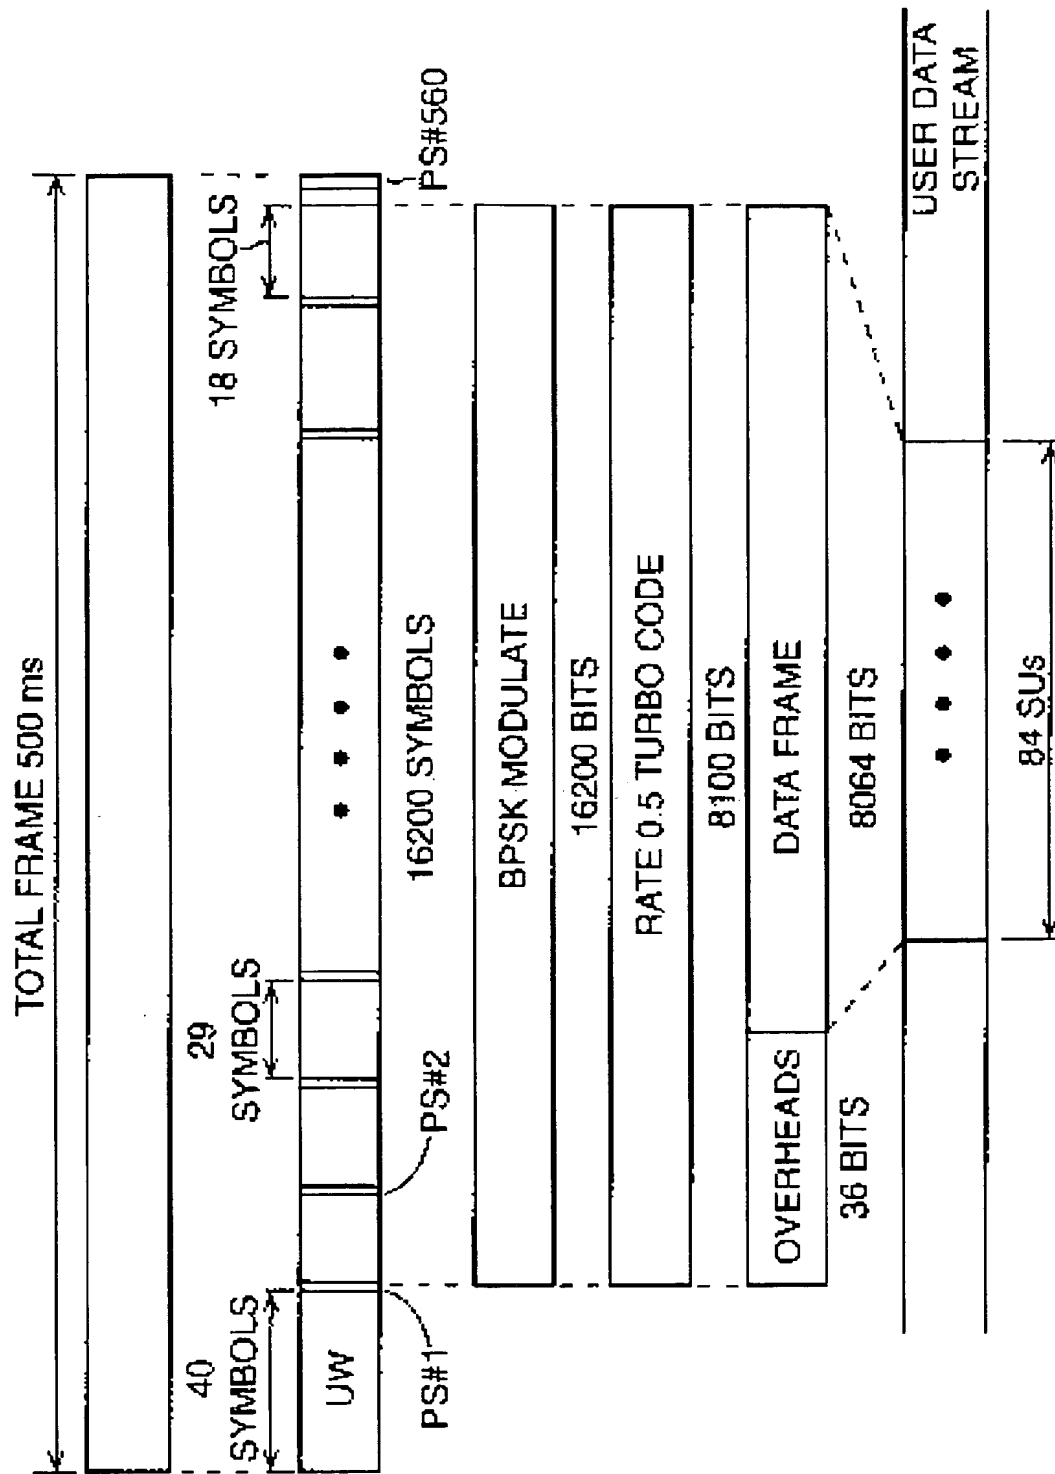 TOTAL FRAME 500 ms
40
SYMBOLS
29
SYMBOLS
18 SYMBOLS
UW
PS#1
PS#2
PS#560
16200 SYMBOLS
BPSK MODULATE
16200 BITS
RATE 0.5 TURBO CODE
8100 BITS
OVERHEADS
DATA FRAME
36 BITS
8064 BITS
USER DATA
STREAM
84 SUs